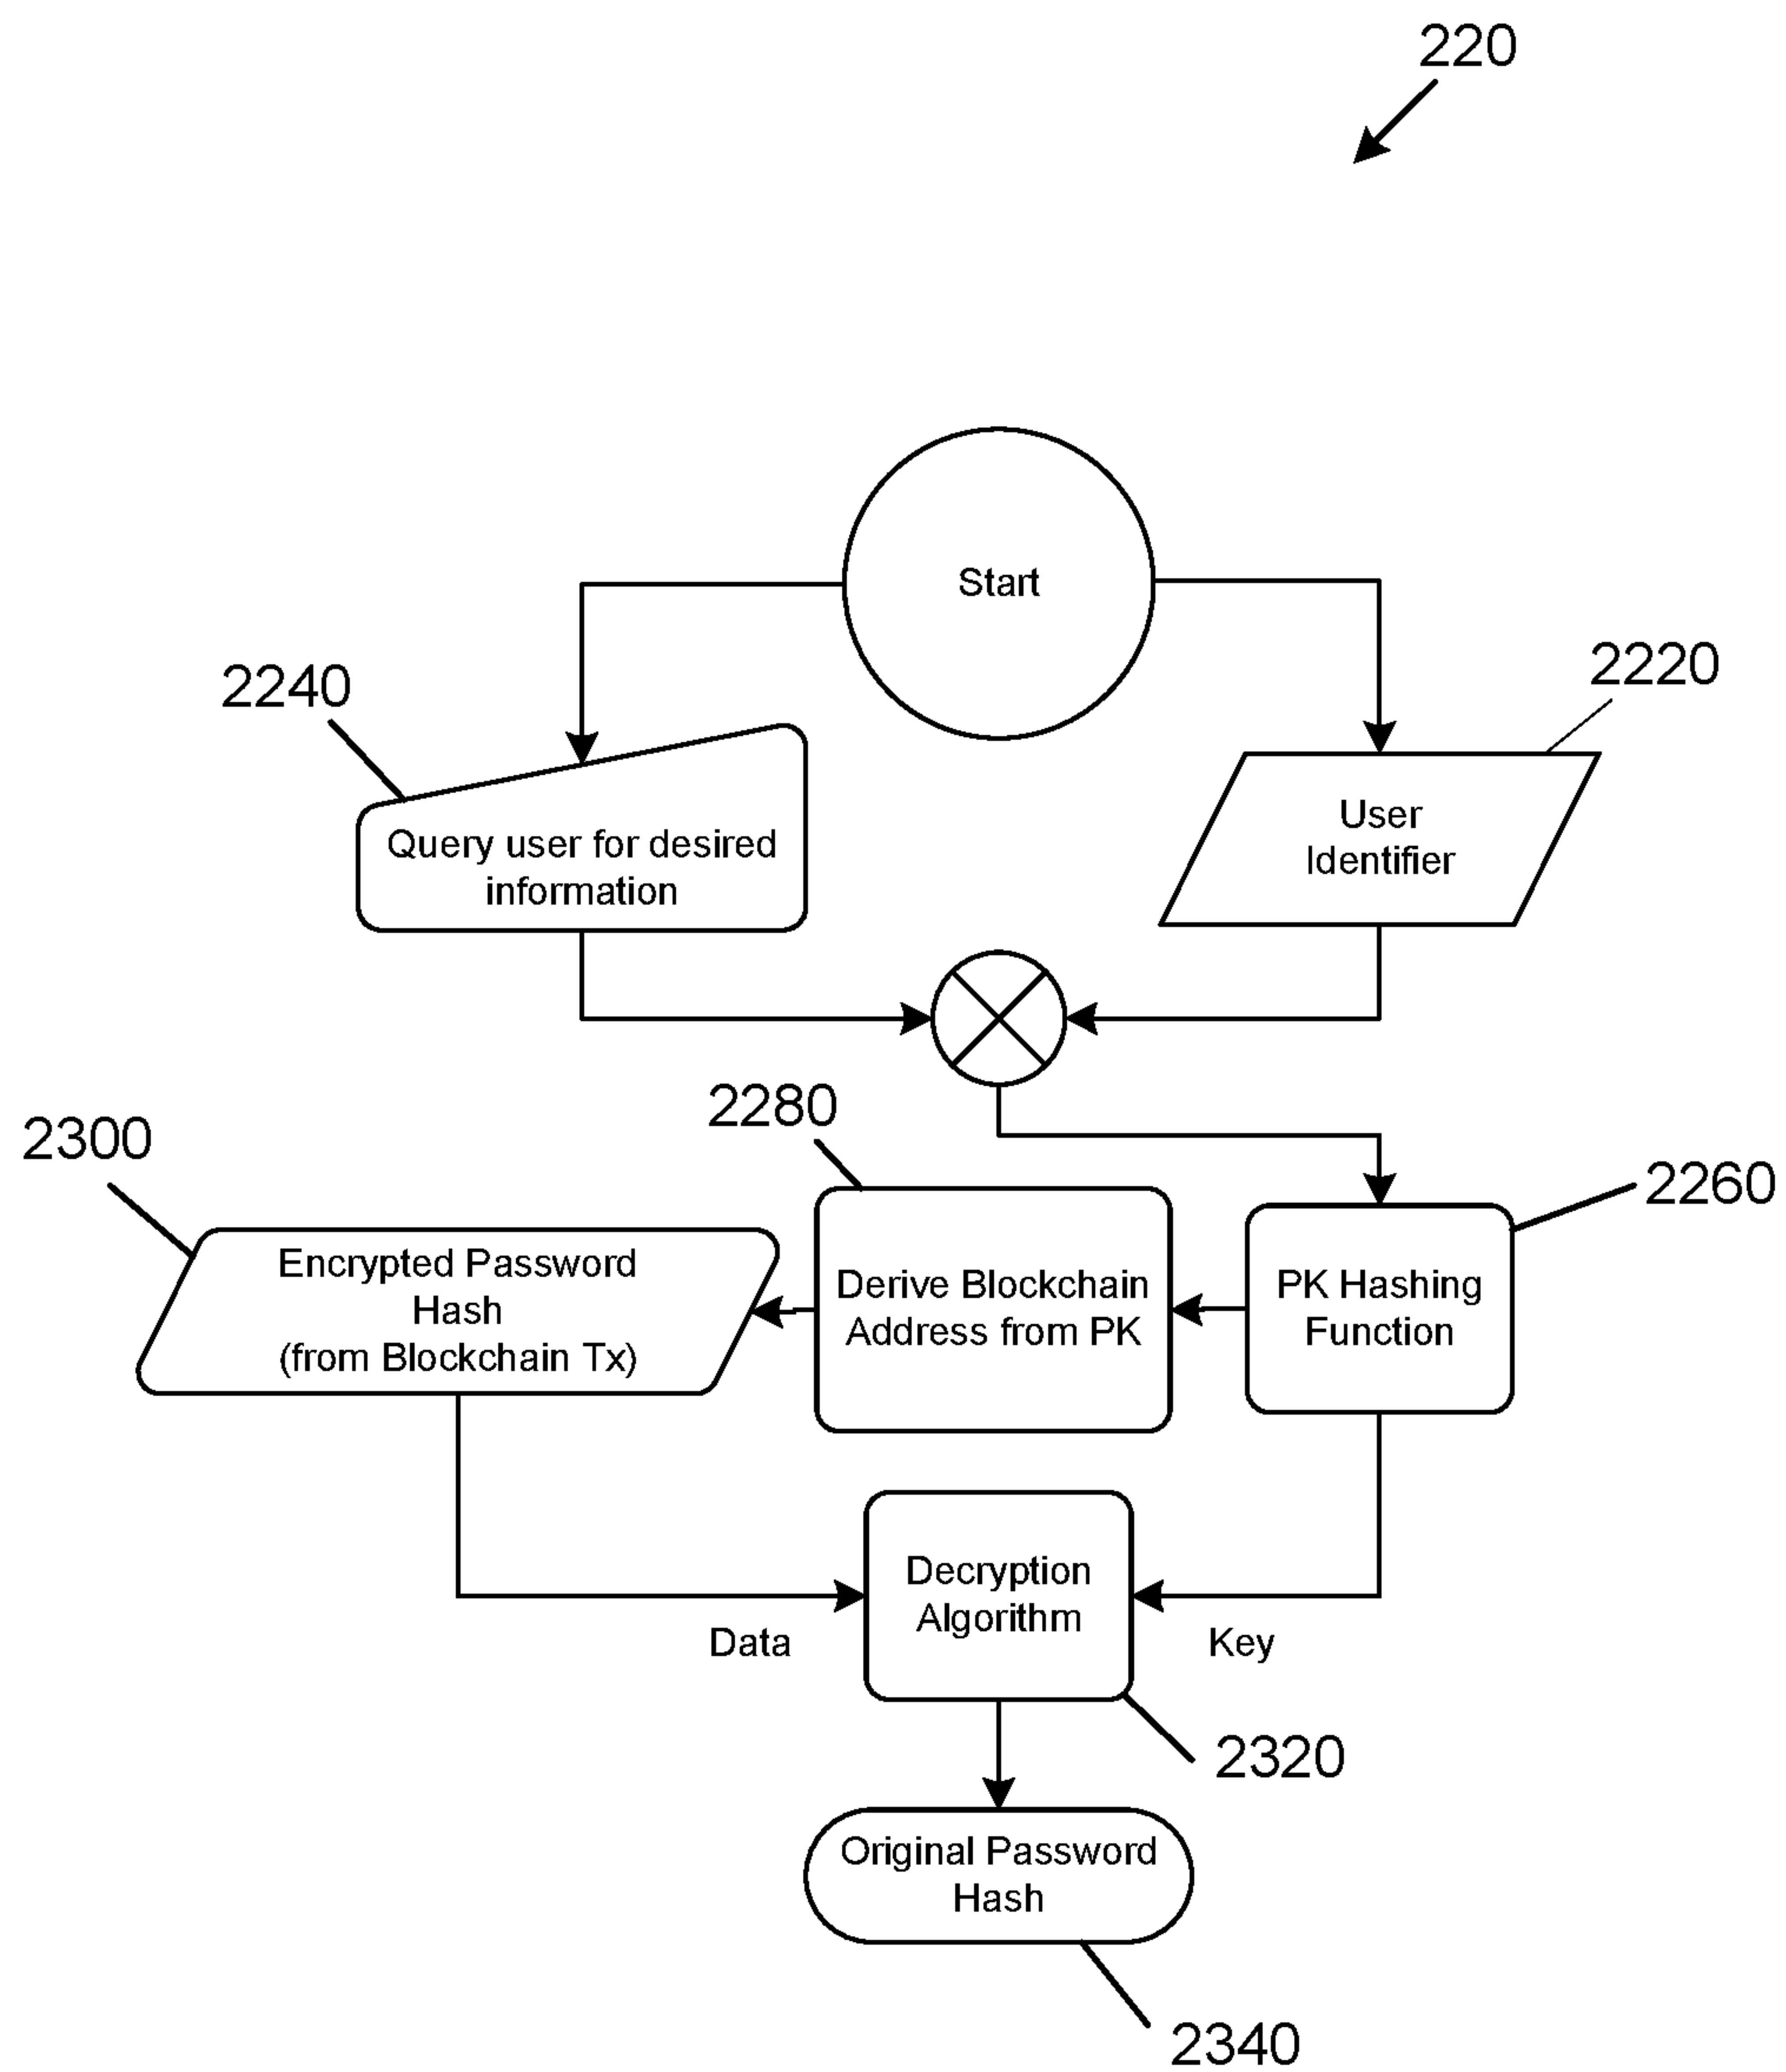 220
Start
2240
2220
Query user for desired
information
User
Identifier
2280
2300
2260
Encrypted Password
Hash
(from Blockchain Tx)
Derive Blockchain
Address from PK
PK Hashing
Function
Decryption
Algorithm
Data
Key
2320
Original Password
Hash
2340